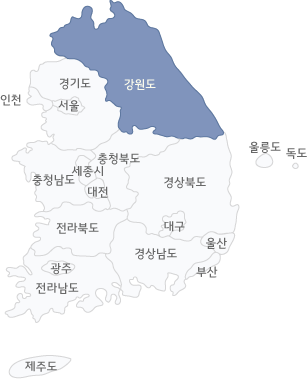 경기도
강원도
인천
서울
울릉도
독도
충청북도
세종시
충청남도
대전
경상북도
전라북도
대구
경상남도
울산
광주
부산
전라남도
제주도